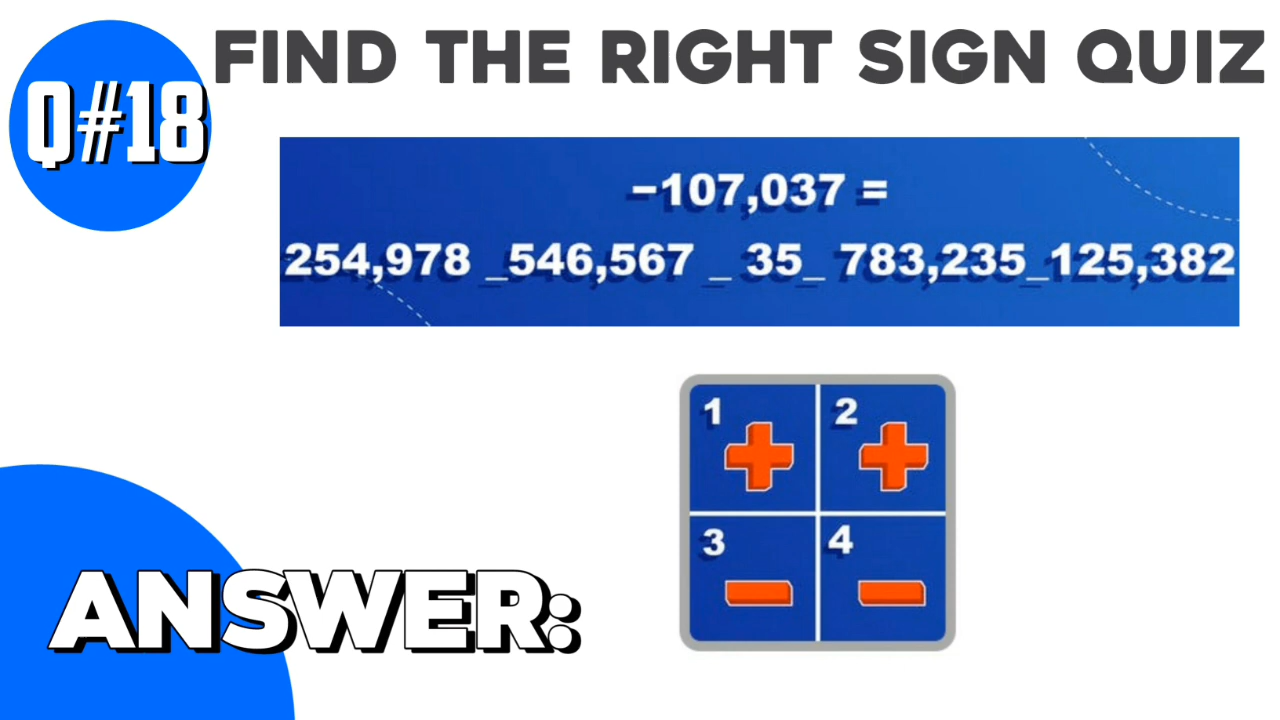 FIND THE RIGHT SIGN QUIZ
Q#18
−107,037 =
254,978 _546,567 _ 35_ 783,235_125,382
1 +
2 +
3 -
4 -
ANSWER: